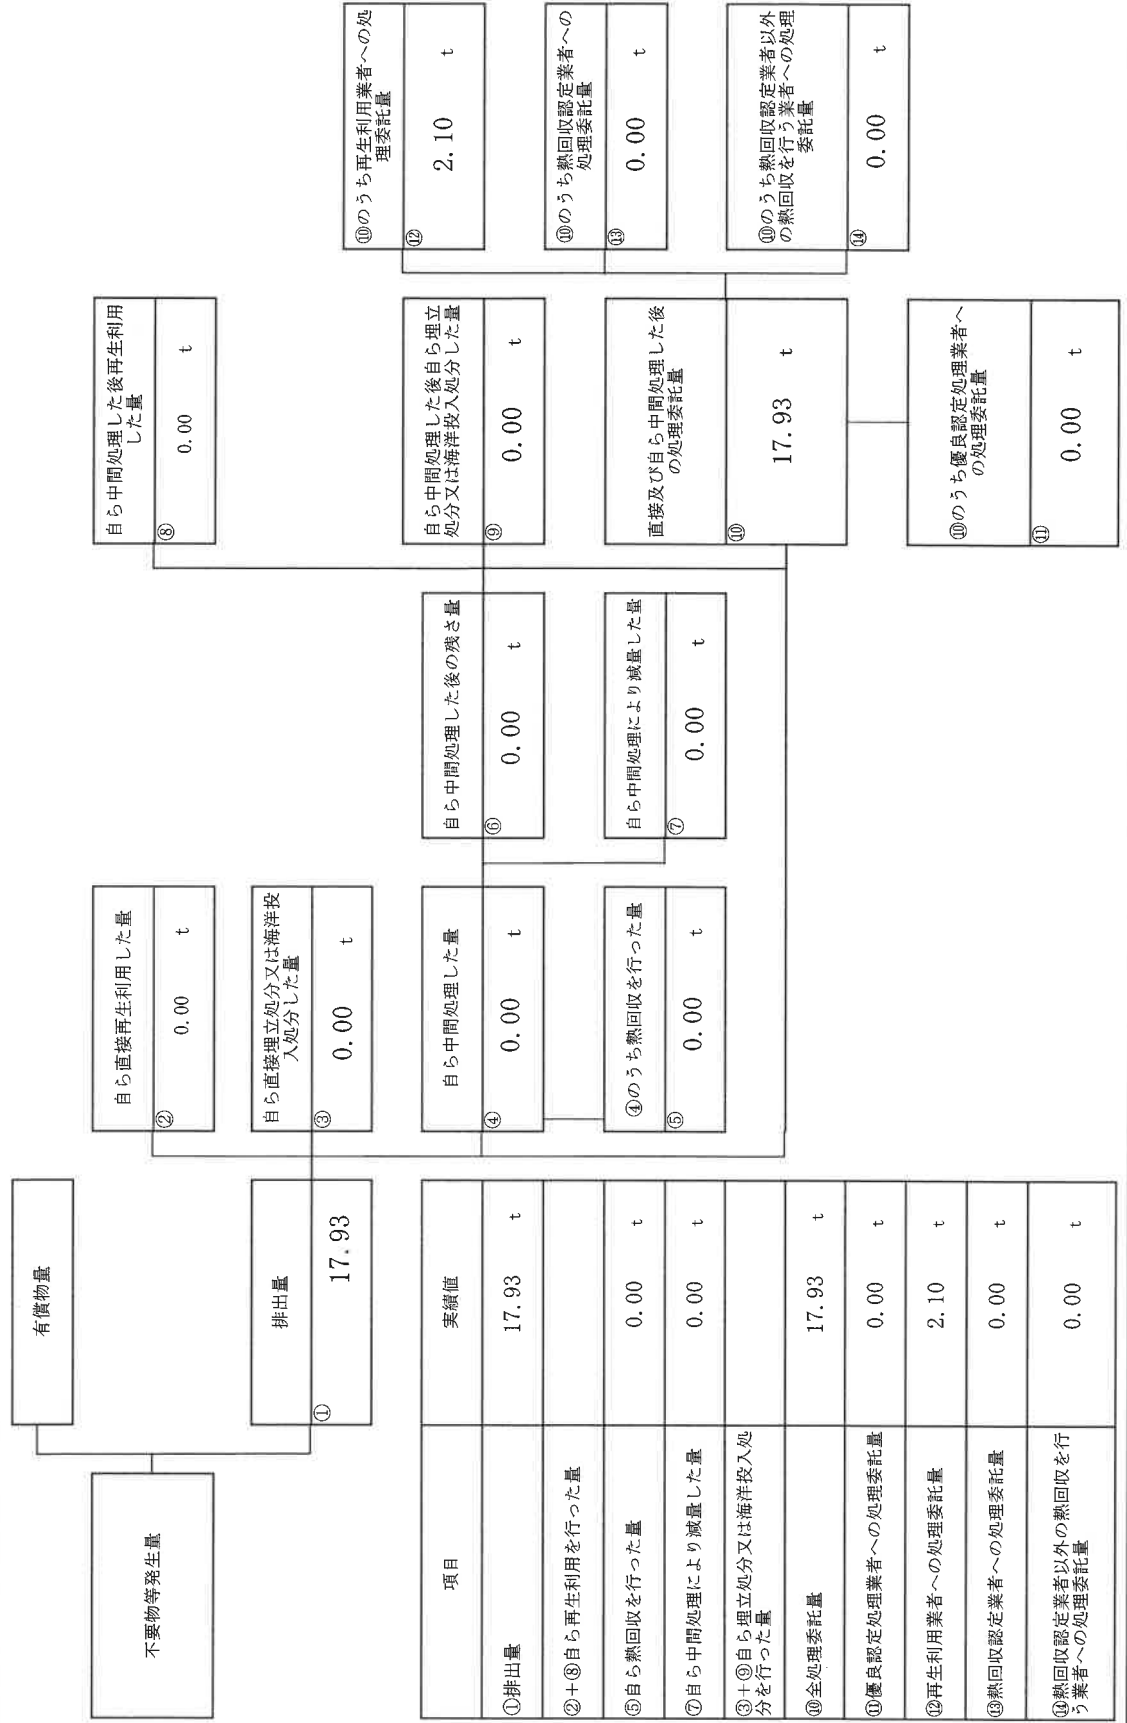 不要物等発生量
有償物量
排出量
①
17.93
自ら直接再生利用した量
②
0.00 t
自ら直接埋立処分又は海洋投
入処分した量
③
0.00 t
自ら中間処理した量
④
0.00 t
④のうち熱回収を行った量
⑤
0.00 t
自ら中間処理した後の残さ量
⑥
0.00 t
自ら中間処理により減量した量
⑦
0.00 t
自ら中間処理した後再生利用
した量
⑧
0.00 t
自ら中間処理した後自ら埋立
処分又は海洋投入処分した量
⑨
0.00 t
直接及び自ら中間処理した後
の処理委託量
⑩
17.93 t
⑩のうち優良認定処理業者へ
の処理委託量
⑪
0.00 t
⑩のうち再生利用業者への処
理委託量
⑫
2.10 t
⑩のうち熱回収認定業者への
処理委託量
⑬
0.00 t
⑩のうち熱回収認定業者以外
の熱回収を行う業者への処理
委託量
⑭
0.00 t
項目 実績値
①排出量 17.93 t
②+⑧自ら再生利用を行った量
⑤自ら熱回収を行った量 0.00 t
⑦自ら中間処理により減量した量 0.00 t
③+⑨自ら埋立処分又は海洋投入処
分を行った量
⑩全処理委託量 17.93 t
⑪優良認定処理業者への処理委託量 0.00 t
⑫再生利用業者への処理委託量 2.10 t
⑬熱回収認定業者への処理委託量 0.00 t
⑭熱回収認定業者以外の熱回収を行
う業者への処理委託量 0.00 t